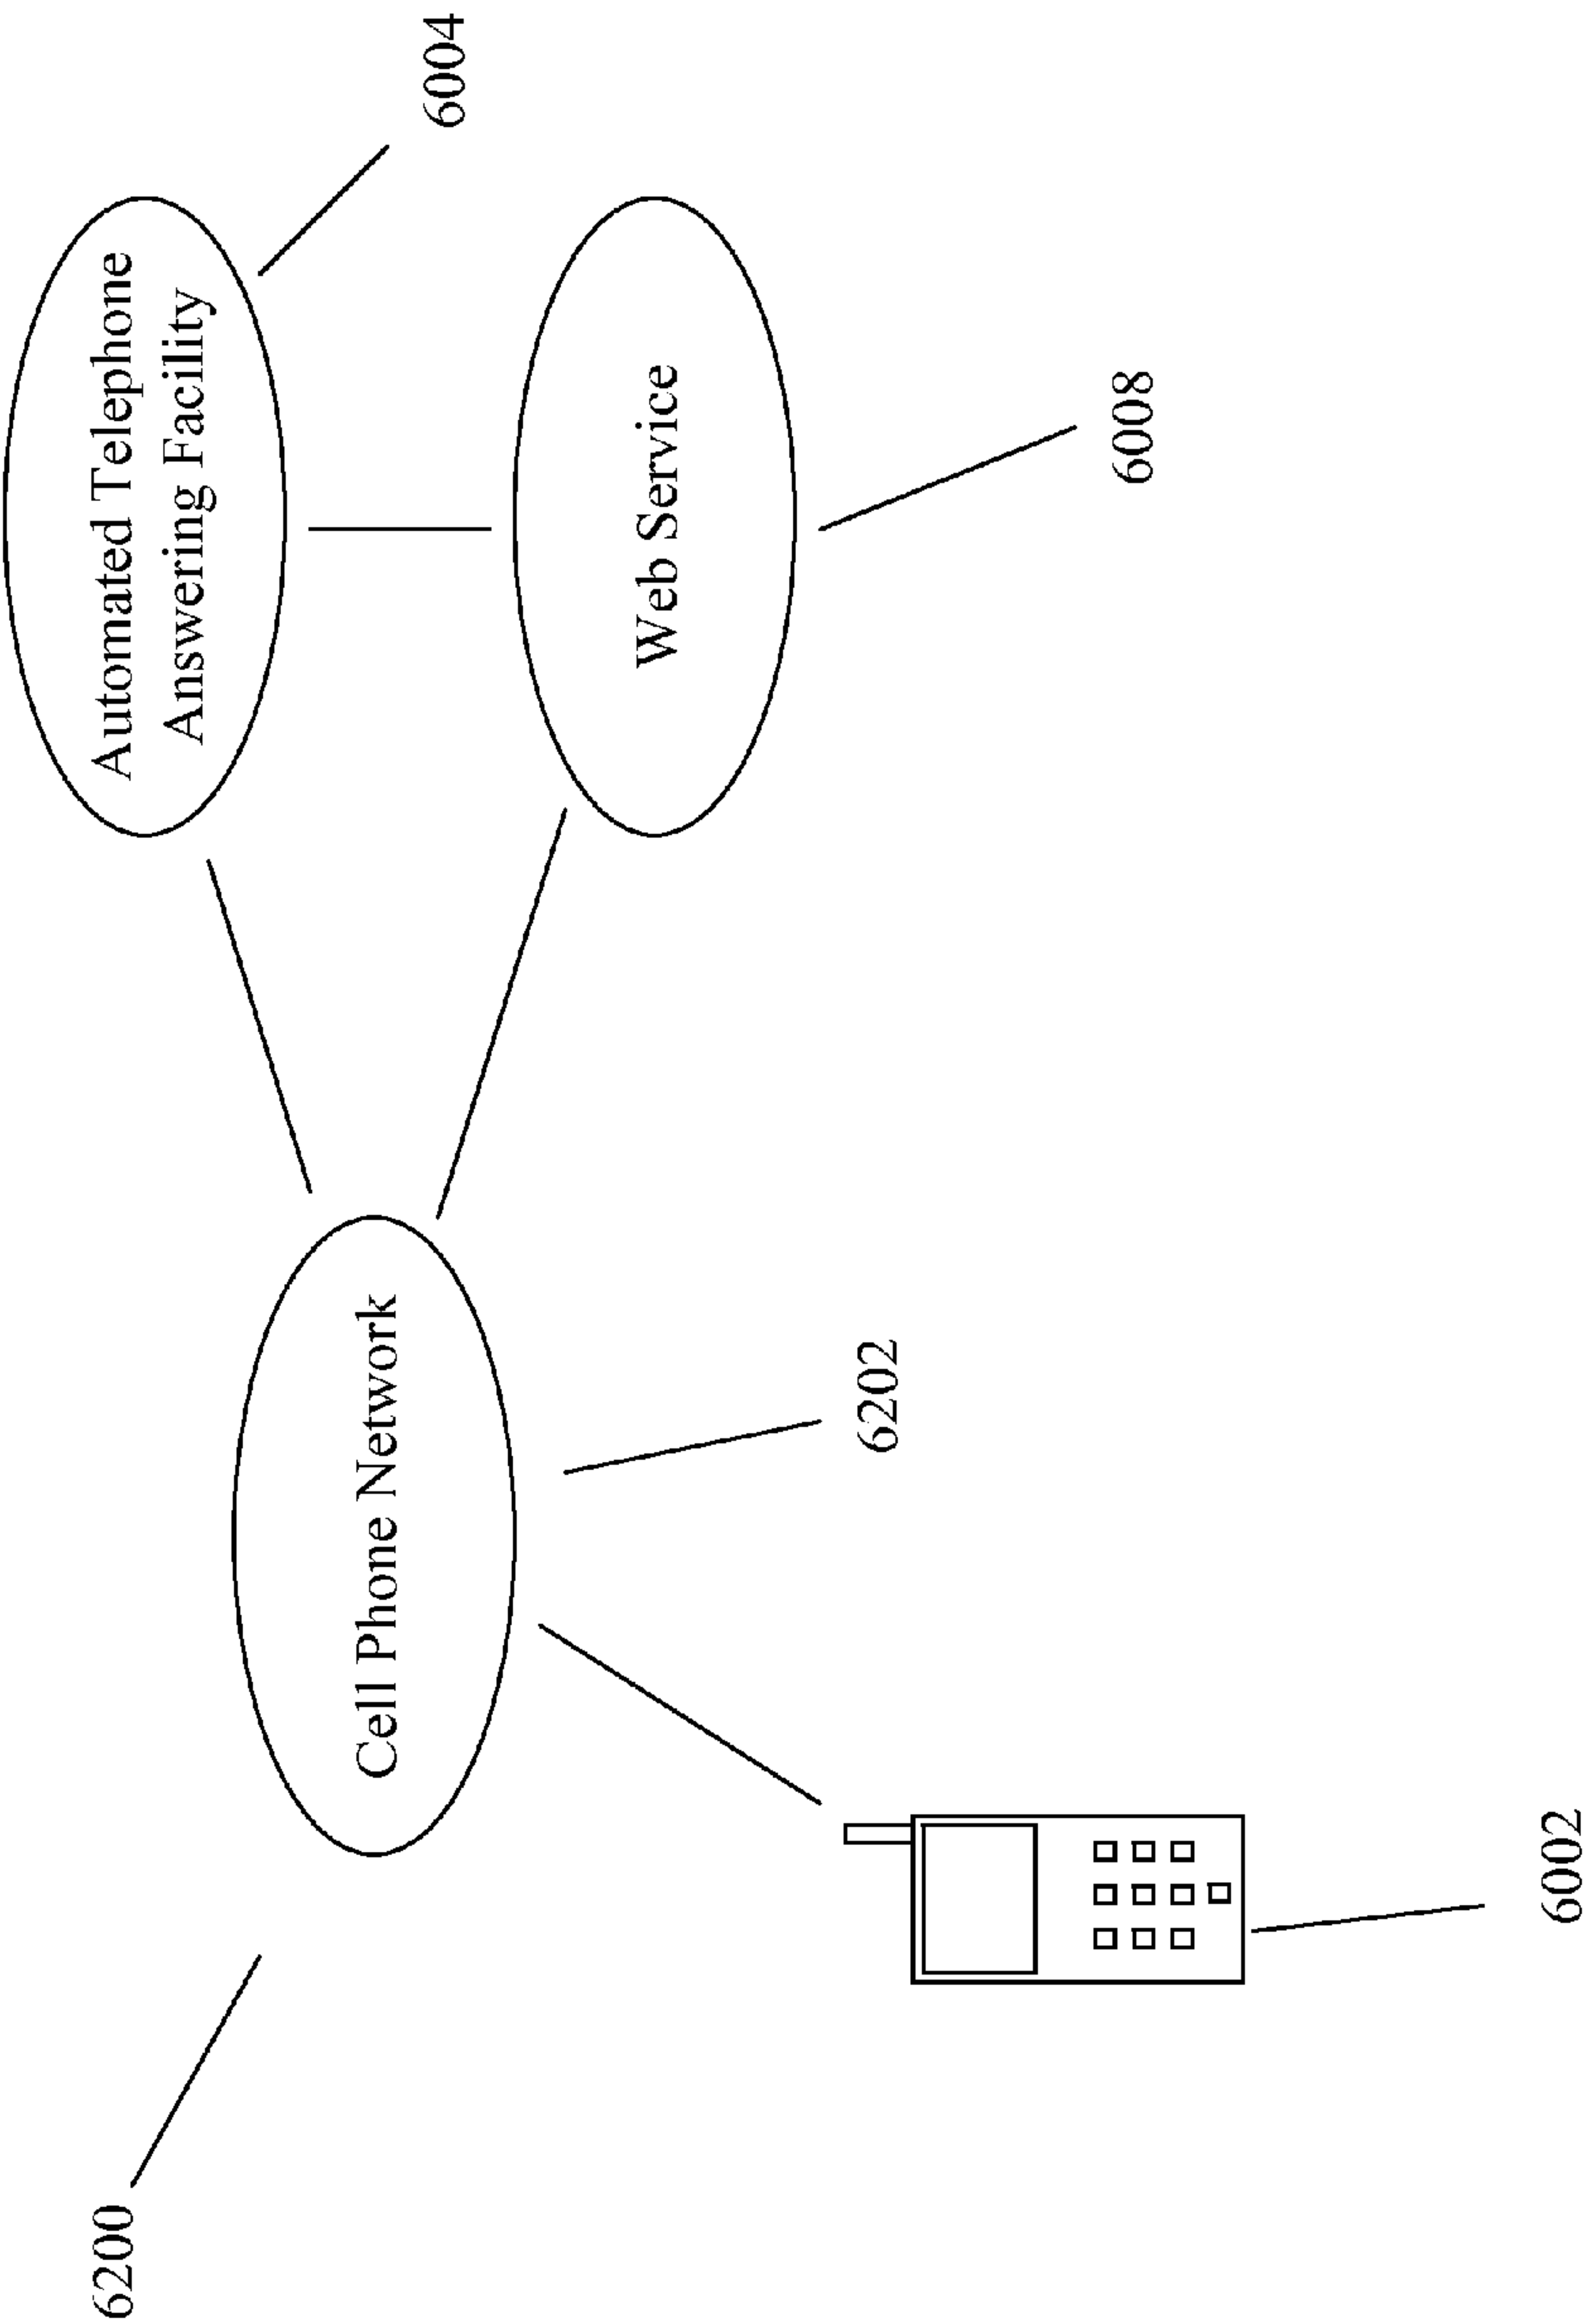 6200
Cell Phone Network
6202
6002
Automated Telephone
Answering Facility
6004
Web Service
6008